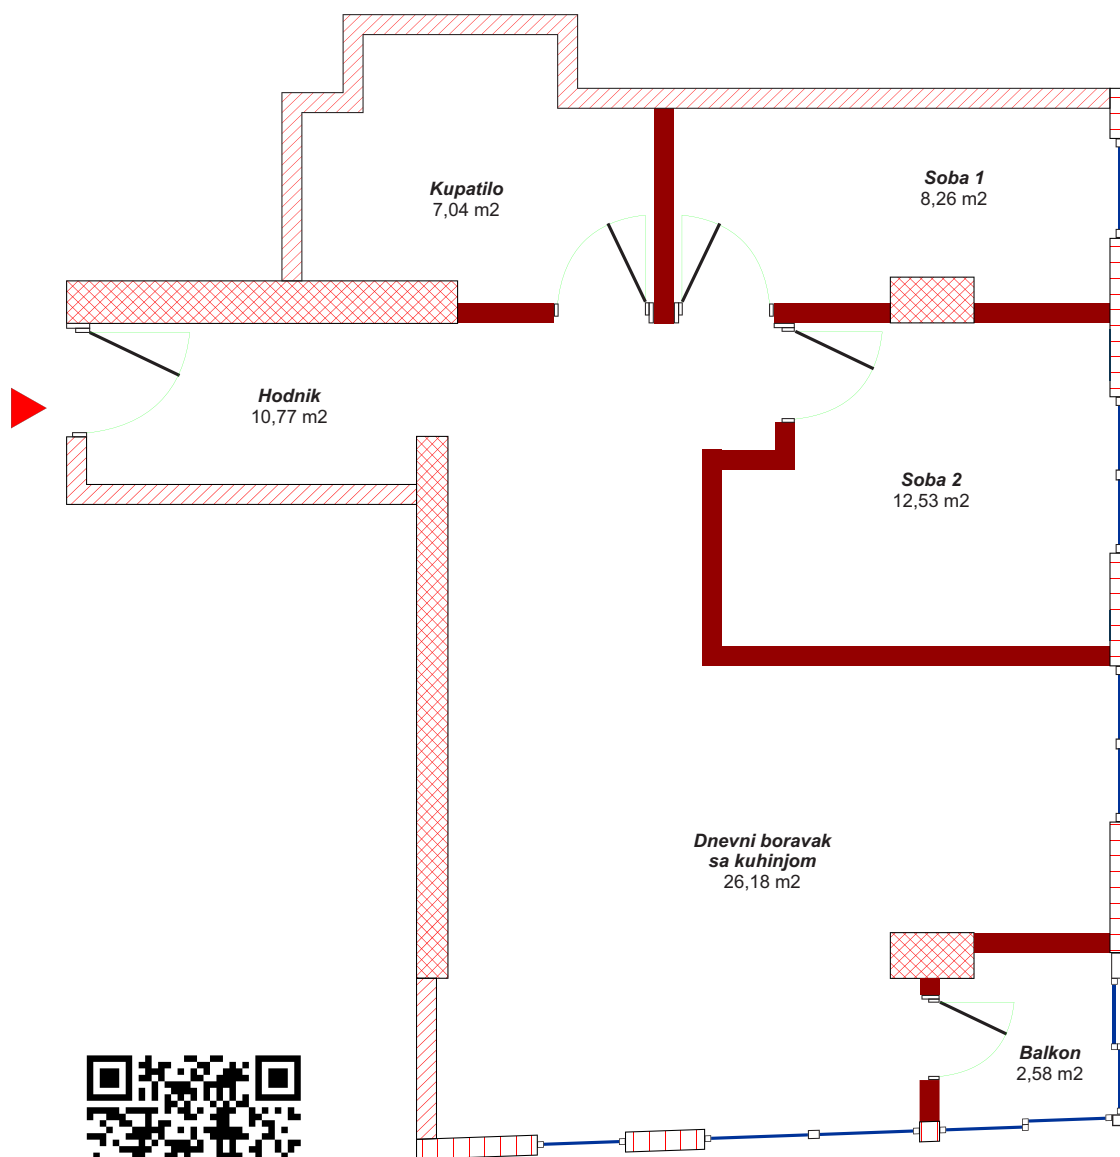 Kupatilo
7,04 m2
Soba 1
8,26 m2
Hodnik
10,77 m2
Soba 2
12,53 m2
Dnevni boravak
sa kuhinjom
26,18 m2
Balkon
2,58 m2